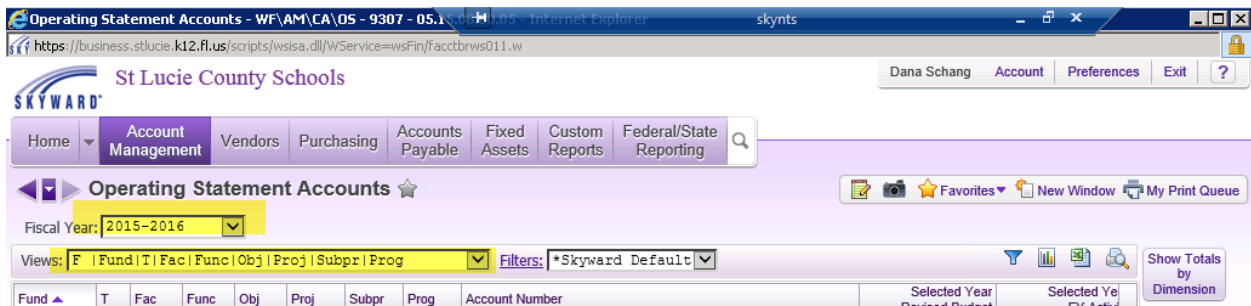 Operating Statement Accounts - WF\AM\CA\OS - 9307 - 05.1 .05 - Internet Explorer skynts
https://business.stlucie.k12.fl.us/scripts/wsisa.dll/WService=wsFin/facctbrws011.w
SKYWARD® St Lucie County Schools Dana Schang Account Preferences Exit ?
Home Account Management Vendors Purchasing Accounts Payable Fixed Assets Custom Reports Federal/State Reporting
Operating Statement Accounts Favorites New Window My Print Queue
Fiscal Year: 2015-2016
Views: F |Fund|T|Fac|Func|Obj|Proj|Subpr|Prog Filters: *Skyward Default Show Totals by Dimension
Fund T Fac Func Obj Proj Subpr Prog Account Number Selected Year Selected Ye